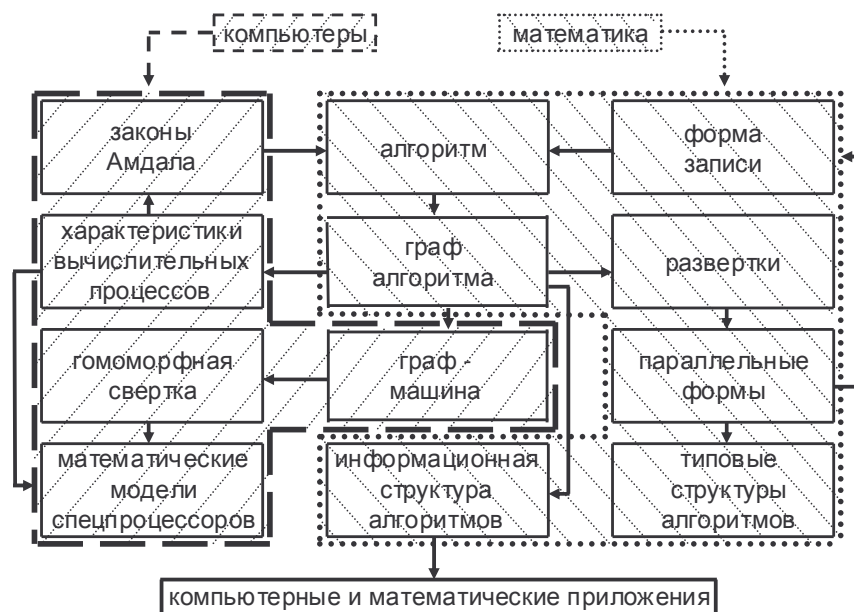 компьютеры
математика
законы
Амдала
алгоритм
форма
записи
характеристики
вычислительных
процессов
граф
алгоритма
развертки
гомоморфная
свертка
граф -
машина
параллельные
формы
математические
модели
спецпроцессоров
информационная
структура
алгоритмов
типовые
структуры
алгоритмов
компьютерные и математические приложения